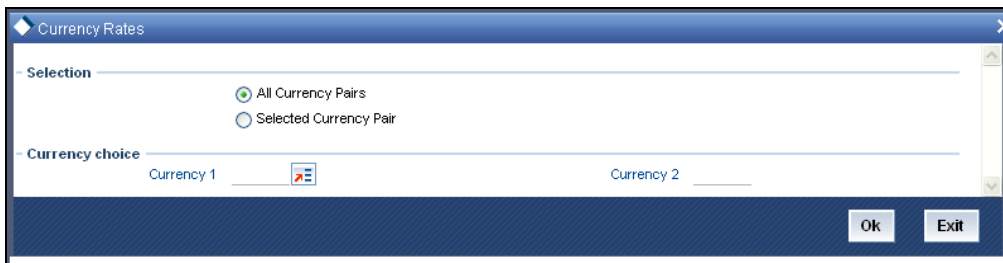 Currency Rates
Selection
All Currency Pairs
Selected Currency Pair
Currency choice
Currency 1 Currency 2
Ok Exit